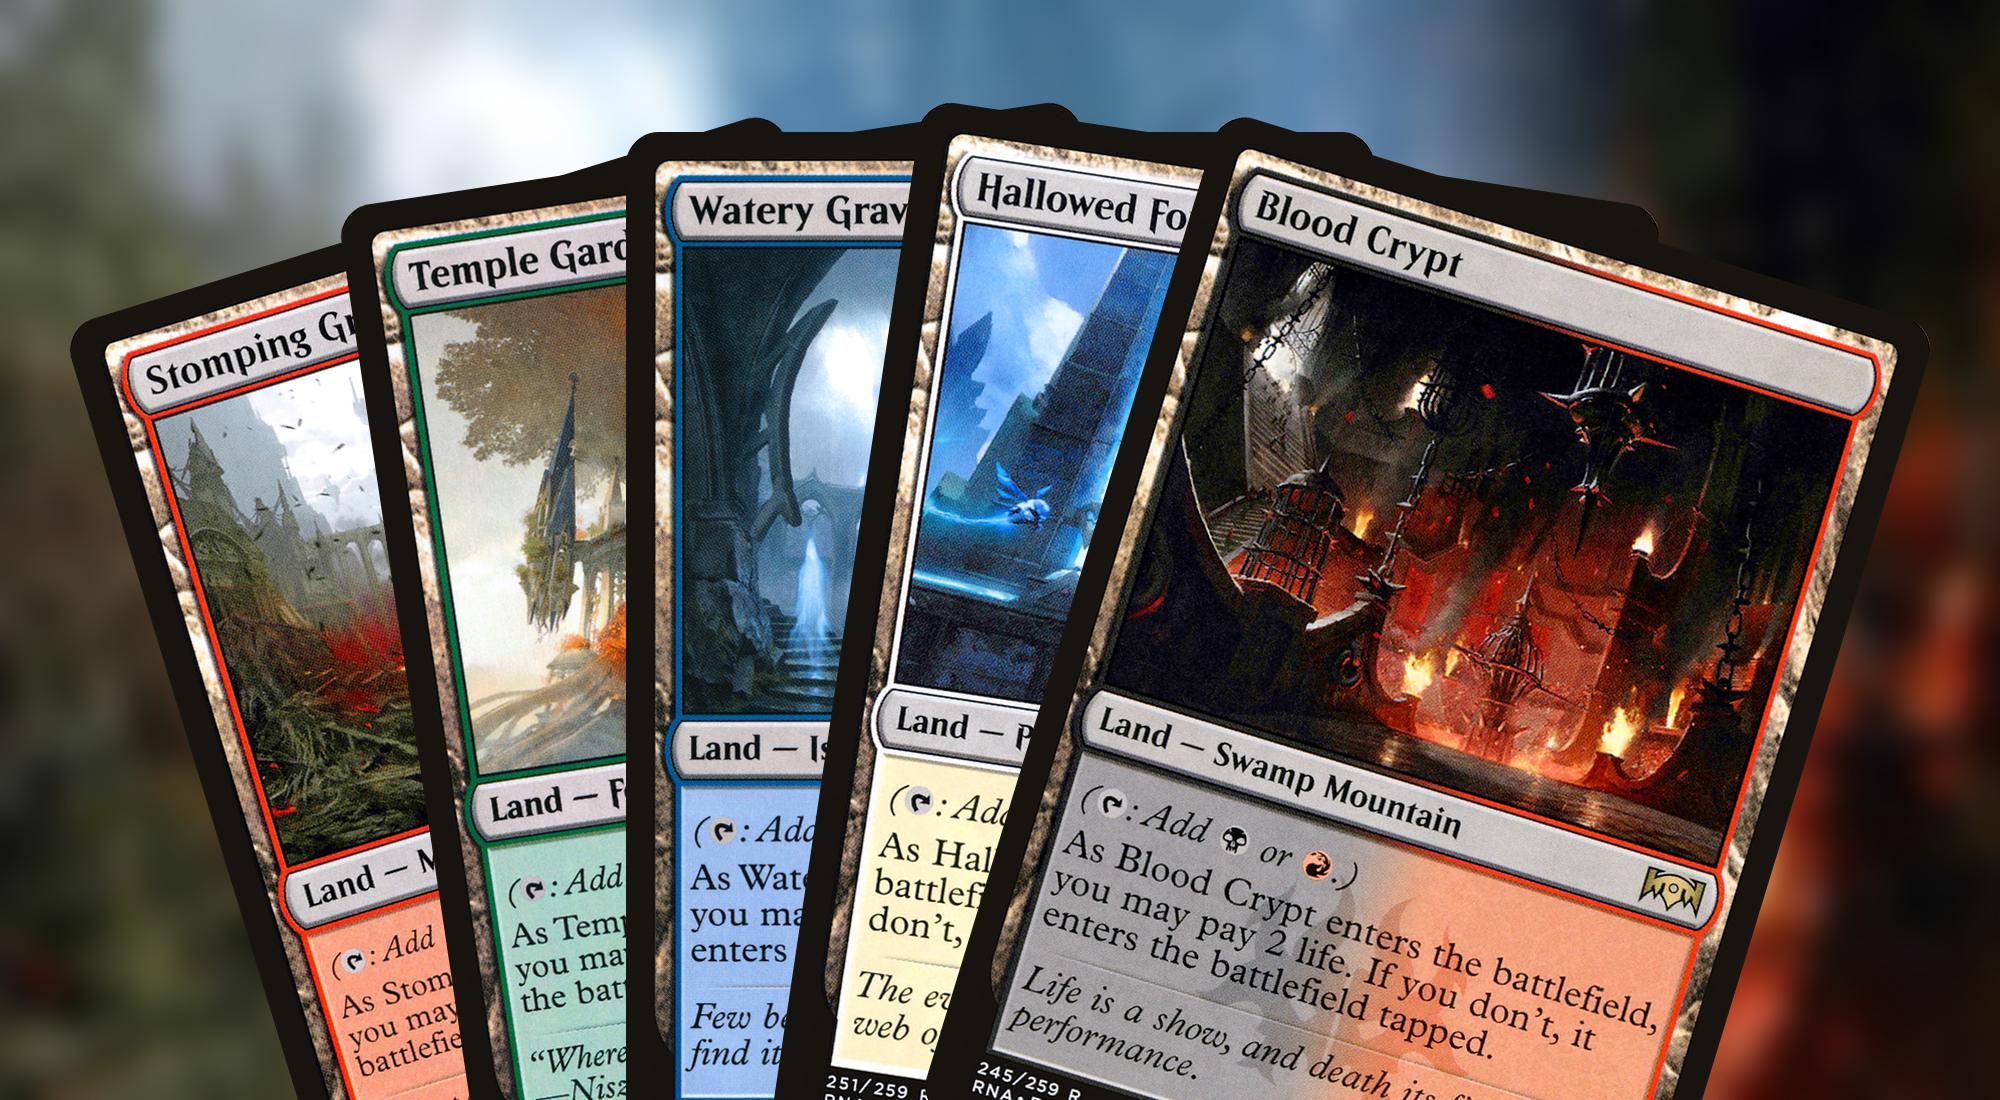 Stomping Gr
Land — M
(: Add
As Stom
you may
battlefie
Temple Gard
Land — F
(: Add
As Temp
you ma
the bat
“Where
—Nisz
Watery Grav
Land — Is
(: Add
As Wate
you ma
enters
Few be
find it
Hallowed Fo
Land — P
(: Add
As Hal
battlefi
don’t,
The ev
web o
251/259 R
Blood Crypt
Land — Swamp Mountain
(: Add or .)
As Blood Crypt enters the battlefield,
you may pay 2 life. If you don’t, it
enters the battlefield tapped.
Life is a show, and death its
performance.
245/259 R
RNA